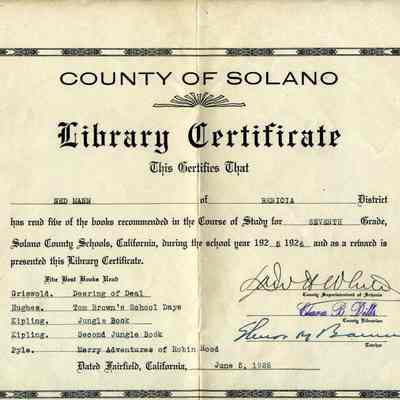 COUNTY OF SOLANO
Library Certificate
This Certifies That
NED MANN of BENICIA District
has read five of the books recommended in the Course of Study for SEVENTH Grade,
Solano County Schools, California, during the school year 192 5 1926 and as a reward is
presented this Library Certificate.
Five Best Books Read
Griswold. Deering of Deal
Hughes. Tom Brown's School Days
Kipling. Jungle Book
Kipling. Second Jungle Book
Pyle. Merry Adventures of Robin Hood
Dated Fairfield, California, June 5, 1926
Dan H White
County Superintendent of Schools
Clara B. Dills
County Librarian
Teacher